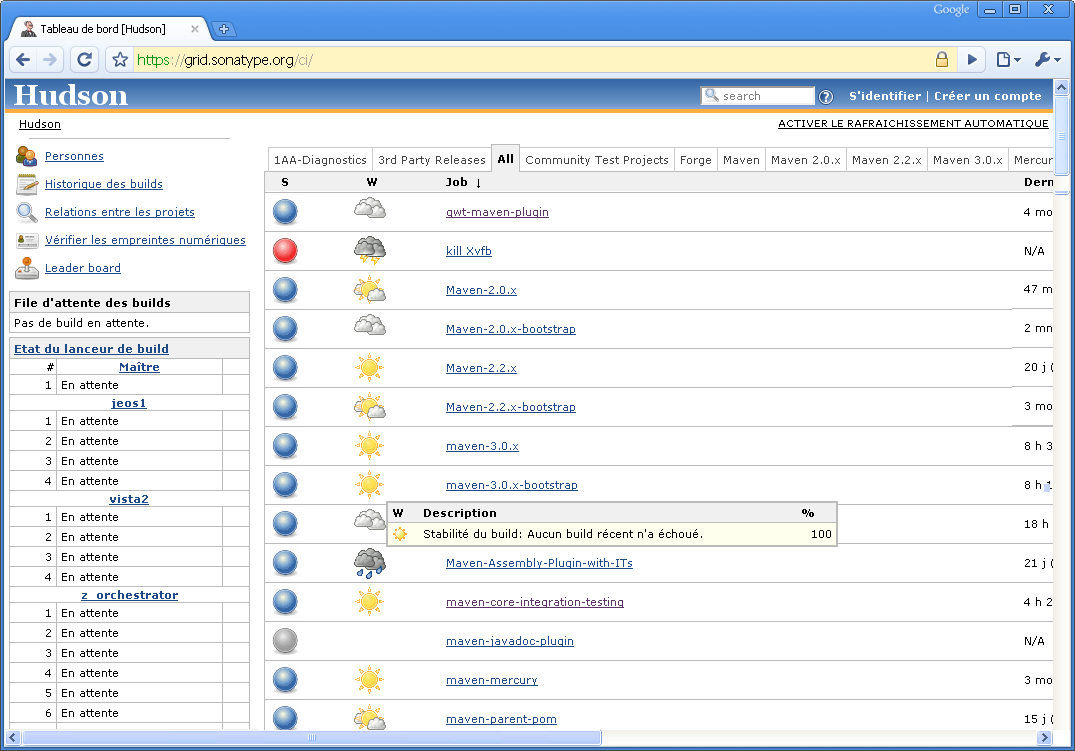 Google
Tableau de bord [Hudson]
https://grid.sonatype.org/ci/
Hudson
search
S'identifier | Créer un compte
Hudson
ACTIVER LE RAFRAICHISSEMENT AUTOMATIQUE
Personnes
Historique des builds
Relations entre les projets
Vérifier les empreintes numériques
Leader board
File d'attente des builds
Pas de build en attente.
Etat du lanceur de build
# Maître
1 En attente
jeos1
1 En attente
2 En attente
3 En attente
4 En attente
vista2
1 En attente
2 En attente
3 En attente
4 En attente
z_orchestrator
1 En attente
2 En attente
3 En attente
4 En attente
5 En attente
6 En attente
1AA-Diagnostics 3rd Party Releases All Community Test Projects Forge Maven Maven 2.0.x Maven 2.2.x Maven 3.0.x Mercur
S W Job ↓ Dern
gwt-maven-plugin 4 mo
kill Xvfb N/A
Maven-2.0.x 47 m
Maven-2.0.x-bootstrap 2 mn
Maven-2.2.x 20 j (
Maven-2.2.x-bootstrap 3 mo
maven-3.0.x 8 h 3
maven-3.0.x-bootstrap 8 h 1
W Description %
Stabilité du build: Aucun build récent n'a échoué. 100
18 h
Maven-Assembly-Plugin-with-ITs 21 j (
maven-core-integration-testing 4 h 2
maven-javadoc-plugin N/A
maven-mercury 3 mo
maven-parent-pom 15 j (